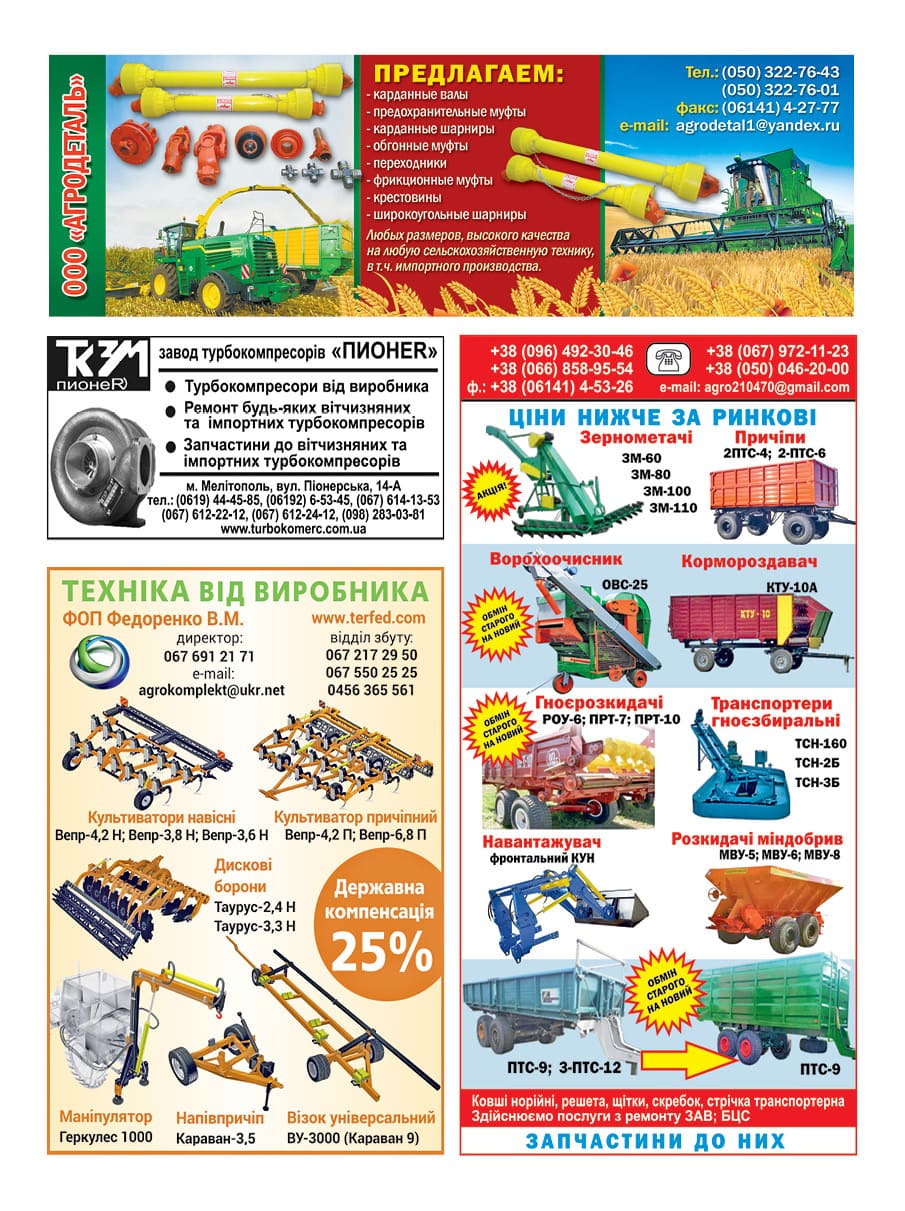 ООО «АГРОДЕТАЛЬ»
ПРЕДЛАГАЕМ:
- карданные валы
- предохранительные муфты
- карданные шарниры
- обгонные муфты
- переходники
- фрикционные муфты
- крестовины
- широкоугольные шарниры
Любых размеров, высокого качества
на любую сельскохозяйственную технику,
в т.ч. импортного производства.
Тел.: (050) 322-76-43
(050) 322-76-01
факс: (06141) 4-27-77
e-mail: agrodetal1@yandex.ru
ТКЗМ
пионеR)
завод турбокомпресорів «ПИОНЕR»
● Турбокомпресори від виробника
● Ремонт будь-яких вітчизняних
та імпортних турбокомпресорів
● Запчастини до вітчизняних та
імпортних турбокомпресорів
м. Мелітополь, вул. Піонерська, 14-А
тел.: (0619) 44-45-85, (06192) 6-53-45, (067) 614-13-53
(067) 612-22-12, (067) 612-24-12, (098) 283-03-81
www.turbokomerc.com.ua
ТЕХНІКА ВІД ВИРОБНИКА
ФОП Федоренко В.М.
www.terfed.com
директор:
067 691 21 71
e-mail:
agrokomplekt@ukr.net
відділ збуту:
067 217 29 50
067 550 25 25
0456 365 561
Культиватори навісні
Вепр-4,2 Н; Вепр-3,8 Н; Вепр-3,6 Н
Культиватор причіпний
Вепр-4,2 П; Вепр-6,8 П
Дискові
борони
Таурус-2,4 Н
Таурус-3,3 Н
Державна
компенсація
25%
Маніпулятор
Геркулес 1000
Напівпричіп
Караван-3,5
Візок універсальний
ВУ-3000 (Караван 9)
+38 (096) 492-30-46
+38 (066) 858-95-54
ф.: +38 (06141) 4-53-26
+38 (067) 972-11-23
+38 (050) 046-20-00
e-mail: agro210470@gmail.com
ЦІНИ НИЖЧЕ ЗА РИНКОВІ
Зернометачі
ЗМ-60
ЗМ-80
ЗМ-100
ЗМ-110
АКЦІЯ!
Причіпи
2ПТС-4; 2-ПТС-6
Ворохоочисник
ОВС-25
ОБМІН
СТАРОГО
НА НОВИЙ
Кормороздавач
КТУ-10А
КТУ-10
Гноєрозкидачі
РОУ-6; ПРТ-7; ПРТ-10
ОБМІН
СТАРОГО
НА НОВИЙ
Транспортери
гноєзбиральні
ТСН-160
ТСН-2Б
ТСН-3Б
Навантажувач
фронтальний КУН
Розкидачі міндобрив
МВУ-5; МВУ-6; МВУ-8
ОБМІН
СТАРОГО
НА НОВИЙ
ПТС-9; 3-ПТС-12
ПТС-9
Ковші норійні, решета, щітки, скребок, стрічка транспортерна
Здійснюємо послуги з ремонту ЗАВ; БЦС
ЗАПЧАСТИНИ ДО НИХ